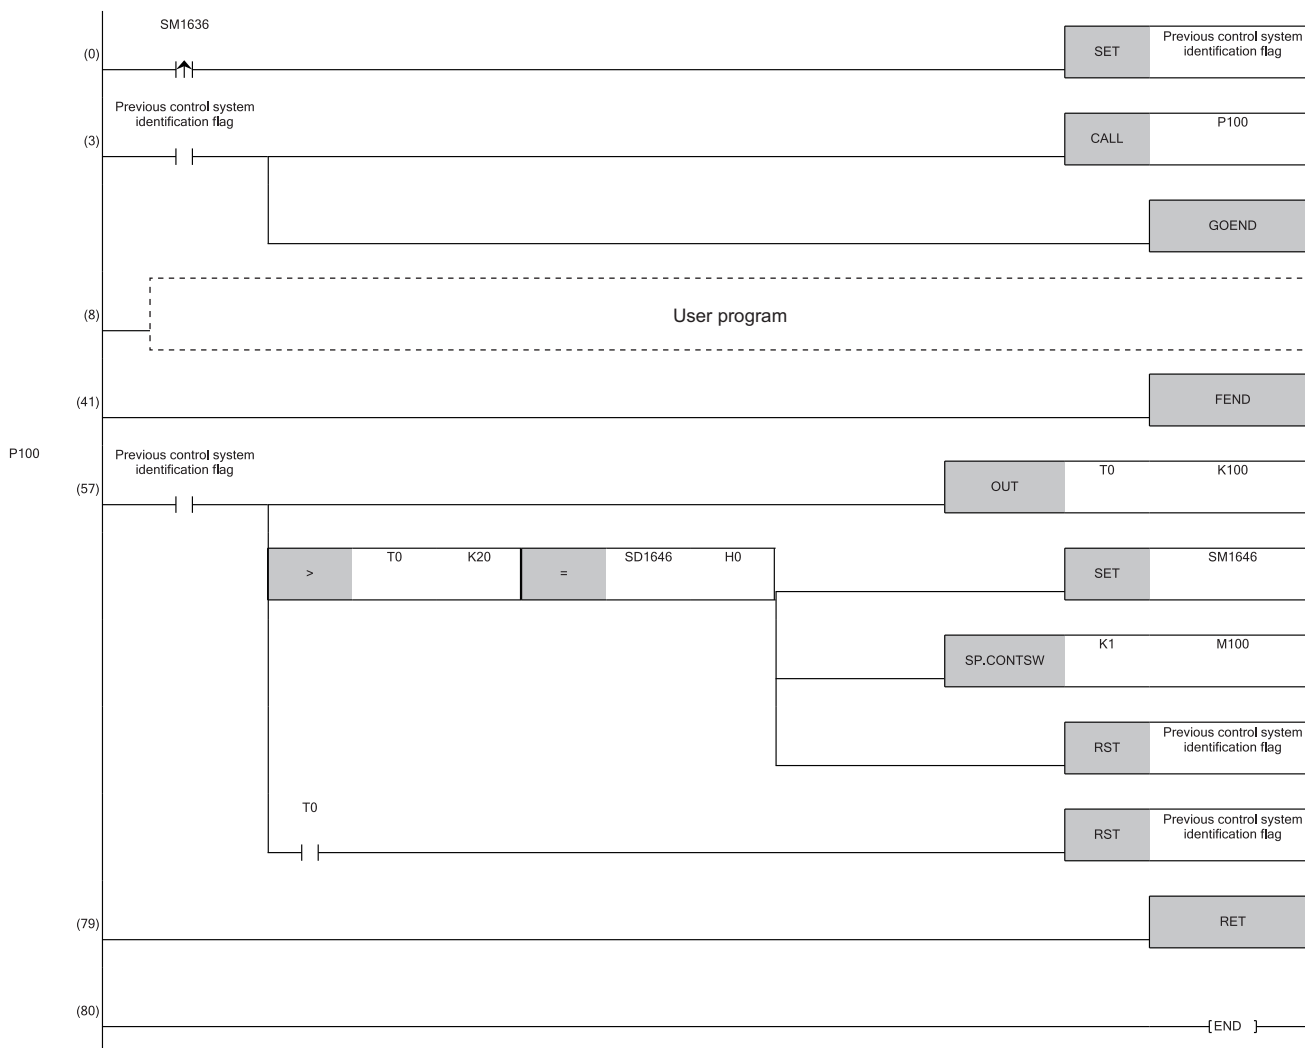 SM1636
(0)
SET
Previous control system
identification flag
Previous control system
identification flag
(3)
CALL
P100
GOEND
(8)
User program
(41)
FEND
P100
Previous control system
identification flag
(57)
OUT
T0
K100
>
T0
K20
=
SD1646
H0
SET
SM1646
SP.CONTSW
K1
M100
RST
Previous control system
identification flag
T0
RST
Previous control system
identification flag
(79)
RET
(80)
[END ]